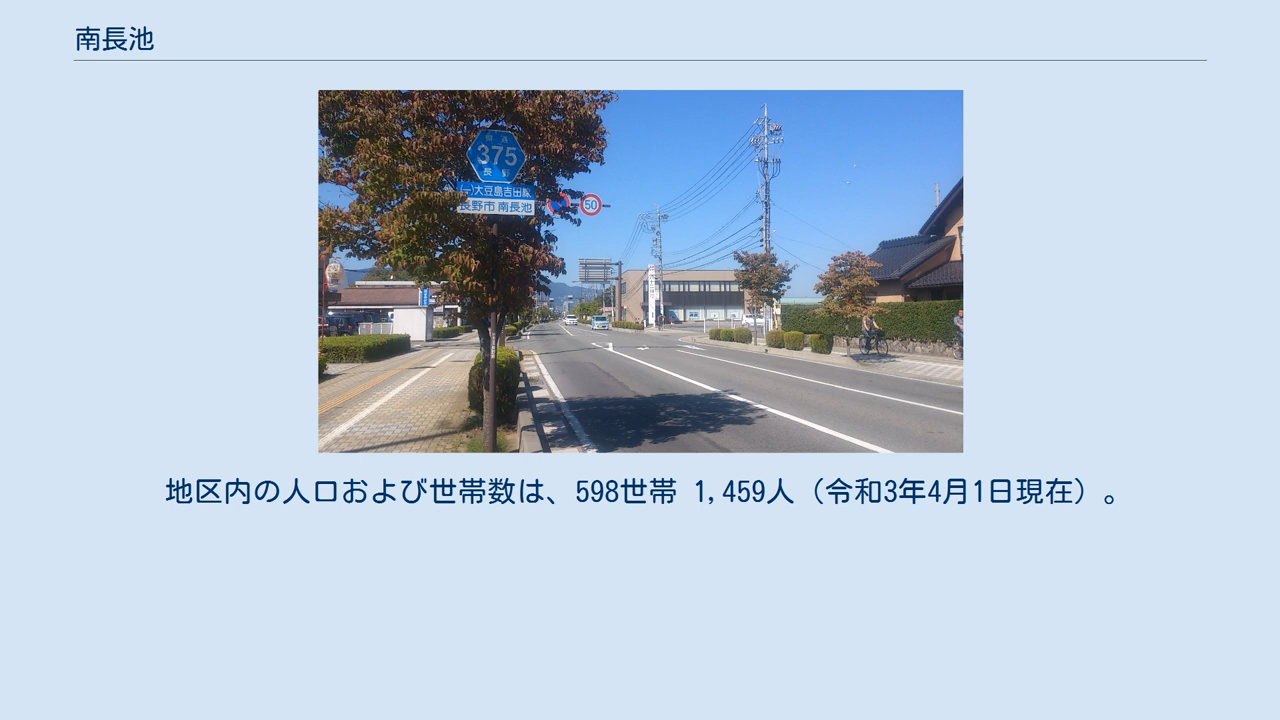 南長池
県道
375
長野
(一)大豆島吉田線
長野市 南長池
50
地区内の人口および世帯数は、598世帯 1,459人（令和3年4月1日現在）。